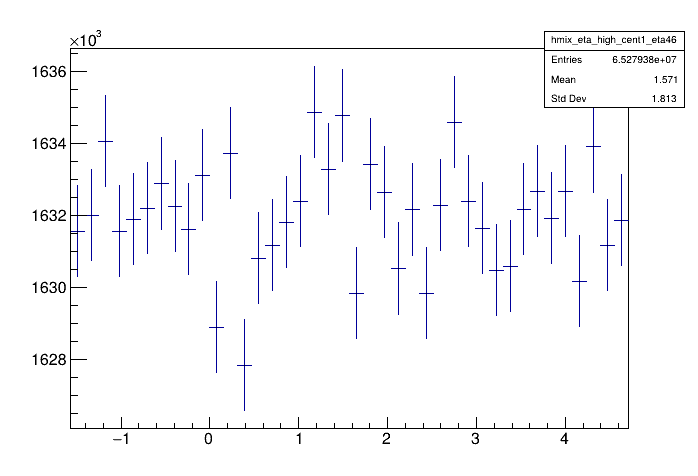 ×10³
hmix_eta_high_cent1_eta46
Entries 6.527938e+07
Mean 1.571
Std Dev 1.813
1636
1634
1632
1630
1628
−1 0 1 2 3 4